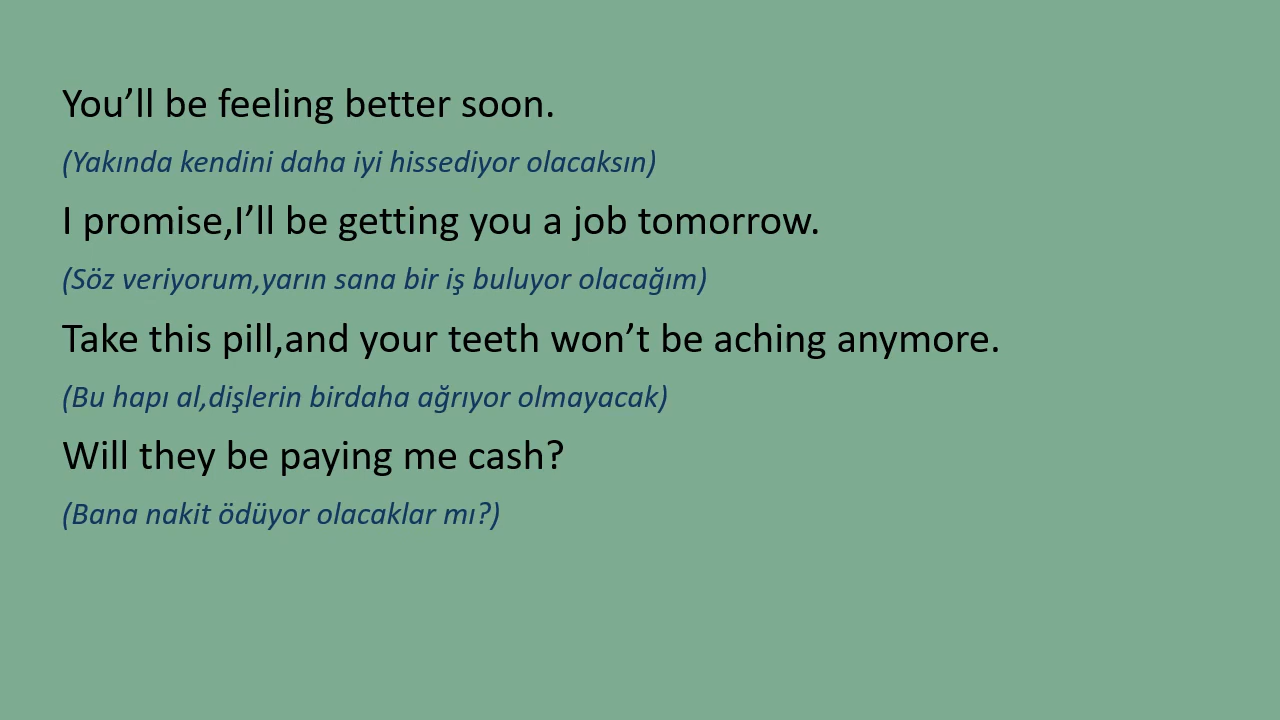 You’ll be feeling better soon.
(Yakında kendini daha iyi hissediyor olacaksın)
I promise,I’ll be getting you a job tomorrow.
(Söz veriyorum,yarın sana bir iş buluyor olacağım)
Take this pill,and your teeth won’t be aching anymore.
(Bu hapı al,dişlerin birdaha ağrıyor olmayacak)
Will they be paying me cash?
(Bana nakit ödüyor olacaklar mı?)